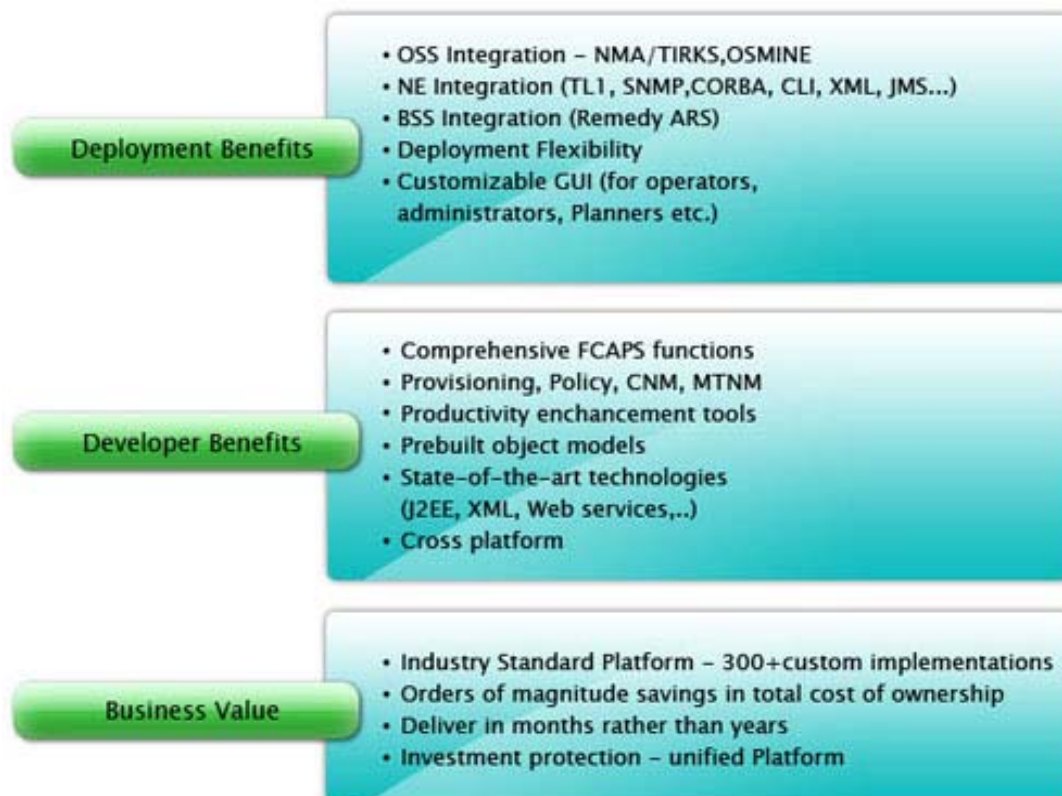 Deployment Benefits
• OSS Integration – NMA/TIRKS,OSMINE
• NE Integration (TL1, SNMP,CORBA, CLI, XML, JMS...)
• BSS Integration (Remedy ARS)
• Deployment Flexibility
• Customizable GUI (for operators,
administrators, Planners etc.)
Developer Benefits
• Comprehensive FCAPS functions
• Provisioning, Policy, CNM, MTNM
• Productivity enchancement tools
• Prebuilt object models
• State-of-the-art technologies
(J2EE, XML, Web services,..)
• Cross platform
Business Value
• Industry Standard Platform – 300+custom implementations
• Orders of magnitude savings in total cost of ownership
• Deliver in months rather than years
• Investment protection – unified Platform